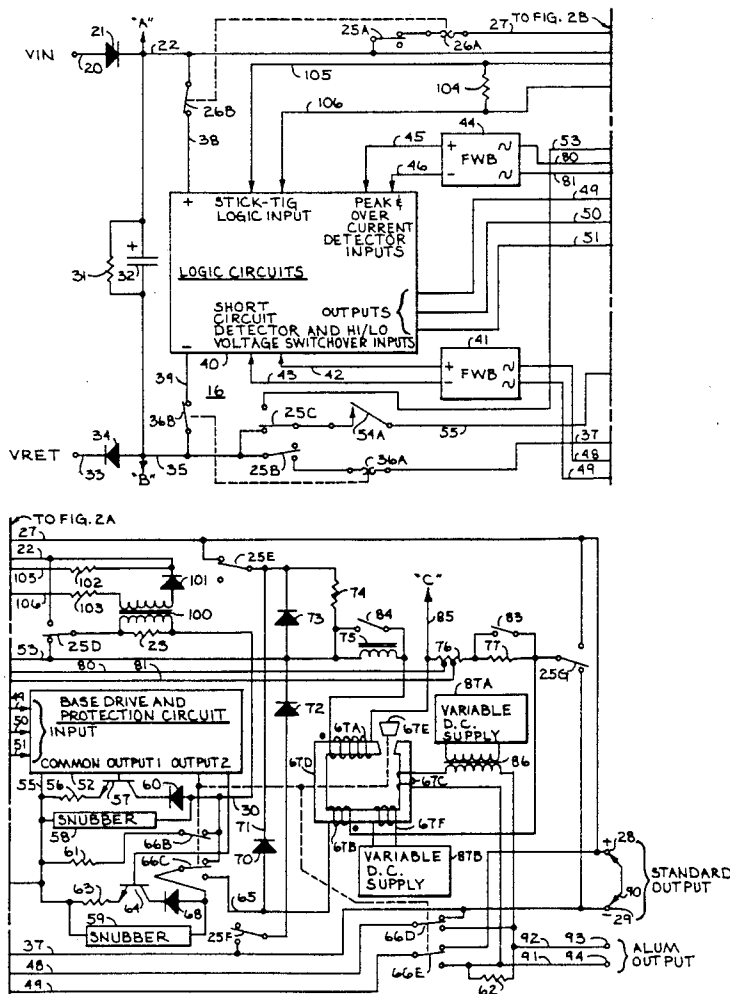 "A"
25A
27
TO FIG. 2B
21
22
26A
VIN
20
105
104
26B
106
44
38
45
+
~
53
FWB
46
-
~
80
81
+
STICK-TIG
LOGIC INPUT
PEAK &
OVER
CURRENT
DETECTOR
INPUTS
49
50
51
31
+
32
LOGIC CIRCUITS
SHORT
CIRCUIT
DETECTOR AND HI/LO
VOLTAGE SWITCHOVER INPUTS
OUTPUTS
41
-
40
+
~
FWB
42
-
~
39
16
43
36B
25C
54A
55
34
37
VRET
33
"B"
35
25B
36A
48
49
TO FIG. 2A
27
22
25E
105
102
101
"C"
106
103
74
84
85
83
100
73
75
76
77
25D
23
53
80
81
87A
25G
49
50
51
BASE DRIVE AND
PROTECTION CIRCUIT
INPUT
COMMON OUTPUT 1 OUTPUT 2
72
67A
67E
VARIABLE
D.C.
SUPPLY
67D
86
67C
55
56
52
57
60
30
71
SNUBBER
58
67F
66B
70
67B
61
66C
VARIABLE
D.C.
SUPPLY
87B
+
28
63
64
68
65
90
STANDARD
OUTPUT
59
-
29
SNUBBER
25F
66D
37
92
93
ALUM
OUTPUT
48
91
94
49
66E
62